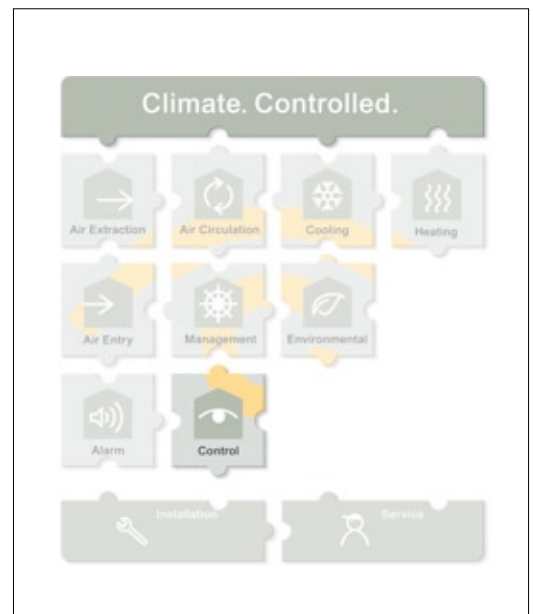 Climate. Controlled.
Air Extraction
Air Circulation
Cooling
Heating
Air Entry
Management
Environmental
Alarm
Control
Installation
Service